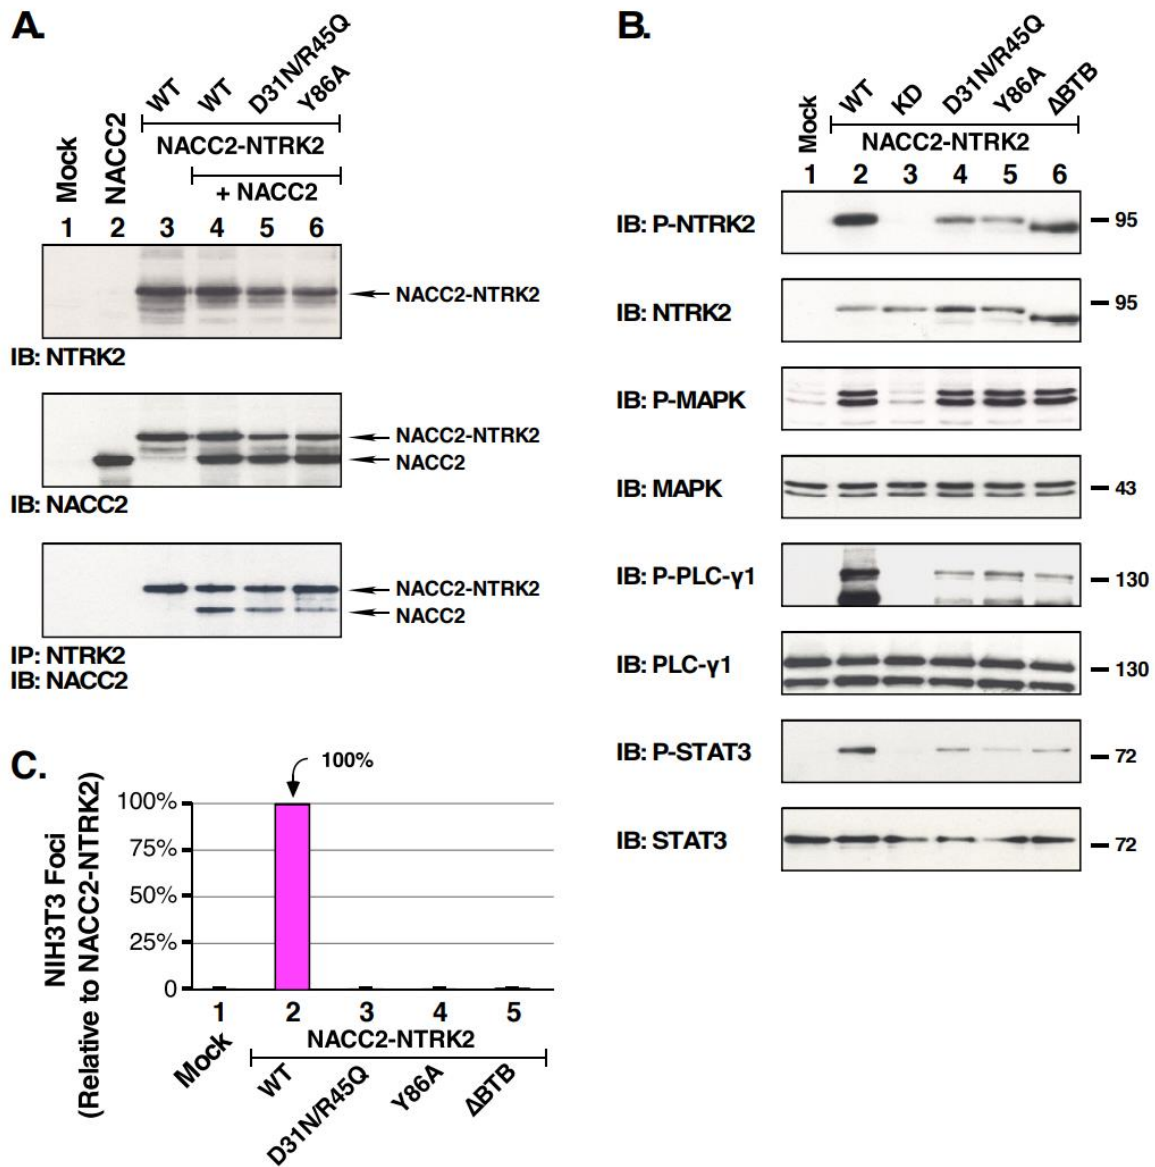 A.
Mock
NACC2
WT
WT
D31N/R45Q
Y86A
NACC2-NTRK2
+ NACC2
1 2 3 4 5 6
NACC2-NTRK2
IB: NTRK2
NACC2-NTRK2
NACC2
IB: NACC2
NACC2-NTRK2
NACC2
IP: NTRK2
IB: NACC2
B.
Mock
WT
KD
D31N/R45Q
Y86A
ΔBTB
NACC2-NTRK2
1 2 3 4 5 6
IB: P-NTRK2 95
IB: NTRK2 95
IB: P-MAPK
IB: MAPK 43
IB: P-PLC-γ1 130
IB: PLC-γ1 130
IB: P-STAT3 72
IB: STAT3 72
C.
NIH3T3 Foci
(Relative to NACC2-NTRK2)
100%
100%
75%
50%
25%
0
1 2 3 4 5
NACC2-NTRK2
Mock
WT
D31N/R45Q
Y86A
ΔBTB